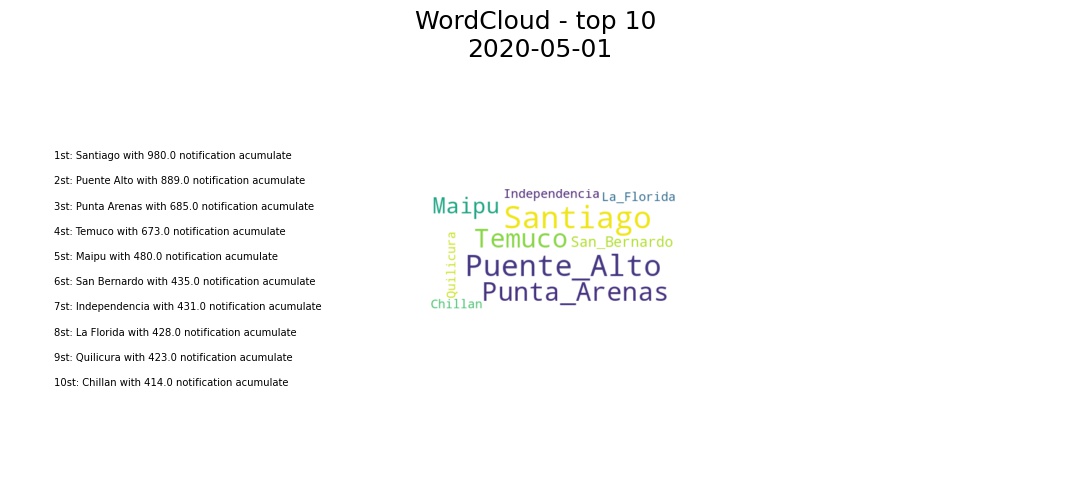 WordCloud - top 10
2020-05-01
1st: Santiago with 980.0 notification acumulate
2st: Puente Alto with 889.0 notification acumulate
3st: Punta Arenas with 685.0 notification acumulate
4st: Temuco with 673.0 notification acumulate
5st: Maipu with 480.0 notification acumulate
6st: San Bernardo with 435.0 notification acumulate
7st: Independencia with 431.0 notification acumulate
8st: La Florida with 428.0 notification acumulate
9st: Quilicura with 423.0 notification acumulate
10st: Chillan with 414.0 notification acumulate
Independencia
La_Florida
Maipu
Santiago
Temuco
San_Bernardo
Quilicura
Puente_Alto
Punta_Arenas
Chillan